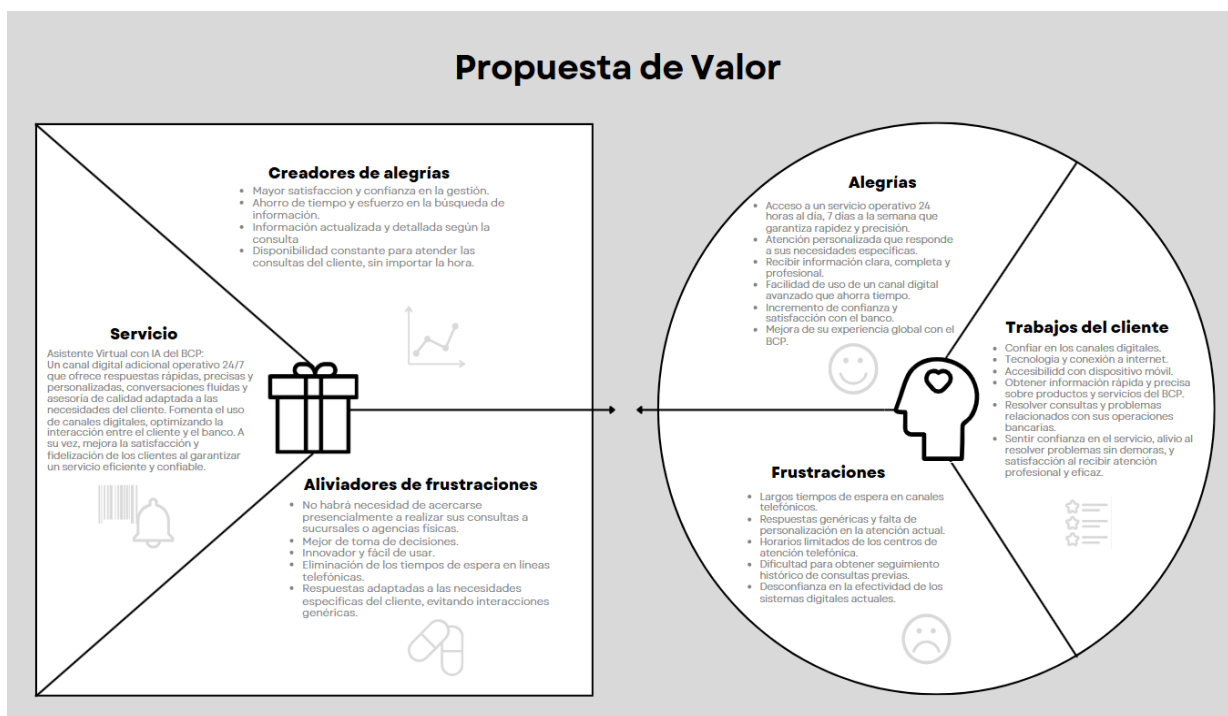 Propuesta de Valor
Creadores de alegrías
• Mayor satisfaccion y confianza en la gestión.
• Ahorro de tiempo y esfuerzo en la búsqueda de
información.
• Información actualizada y detallada según la
consulta
• Disponibilidad constante para atender las
consultas del cliente, sin importar la hora.
Servicio
Asistente Virtual con IA del BCP:
Un canal digital adicional operativo 24/7
que ofrece respuestas rápidas, precisas y
personalizadas, conversaciones fluidas y
asesoría de calidad adaptada a las
necesidades del cliente. Fomenta el uso
de canales digitales, optimizando la
interacción entre el cliente y el banco. A
su vez, mejora la satisfacción y
fidelización de los clientes al garantizar
un servicio eficiente y confiable.
Aliviadores de frustraciones
• No habrá necesidad de acercarse
presencialmente a realizar sus consultas a
sucursales o agencias físicas.
• Mejor de toma de decisiones.
• Innovador y fácil de usar.
• Eliminación de los tiempos de espera en líneas
telefónicas.
• Respuestas adaptadas a las necesidades
específicas del cliente, evitando interacciones
genéricas.
Alegrías
• Acceso a un servicio operativo 24
horas al día, 7 días a la semana que
garantiza rapidez y precisión.
• Atención personalizada que responde
a sus necesidades específicas.
• Recibir información clara, completa y
profesional.
• Facilidad de uso de un canal digital
avanzado que ahorra tiempo.
• Incremento de confianza y
satisfacción con el banco.
• Mejora de su experiencia global con el
BCP.
Trabajos del cliente
• Confiar en los canales digitales.
• Tecnologia y conexión a internet.
• Accesibilidd con dispositivo móvil.
• Obtener información rápida y precisa
sobre productos y servicios del BCP.
• Resolver consultas y problemas
relacionados con sus operaciones
bancarias.
• Sentir confianza en el servicio, alivio al
resolver problemas sin demoras, y
satisfacción al recibir atención
profesional y eficaz.
Frustraciones
• Largos tiempos de espera en canales
telefónicos.
• Respuestas genéricas y falta de
personalización en la atención actual.
• Horarios limitados de los centros de
atención telefónica.
• Dificultad para obtener seguimiento
histórico de consultas previas.
• Desconfianza en la efectividad de los
sistemas digitales actuales.